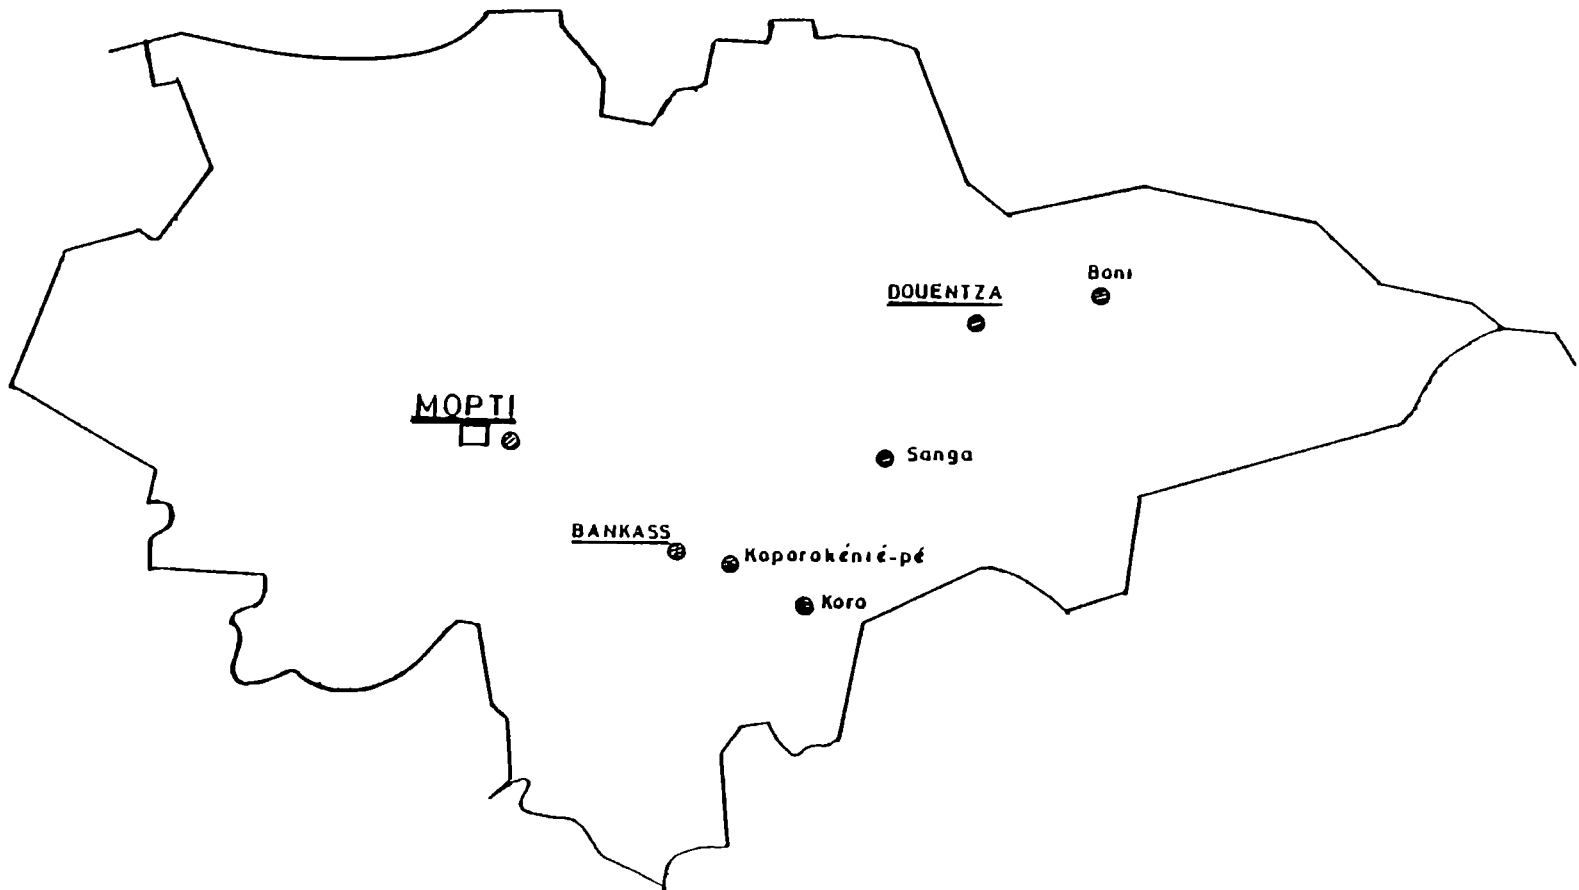 Boni
DOUENTZA
MOPTI
Sanga
BANKASS
Koporokénié-pé
Koro